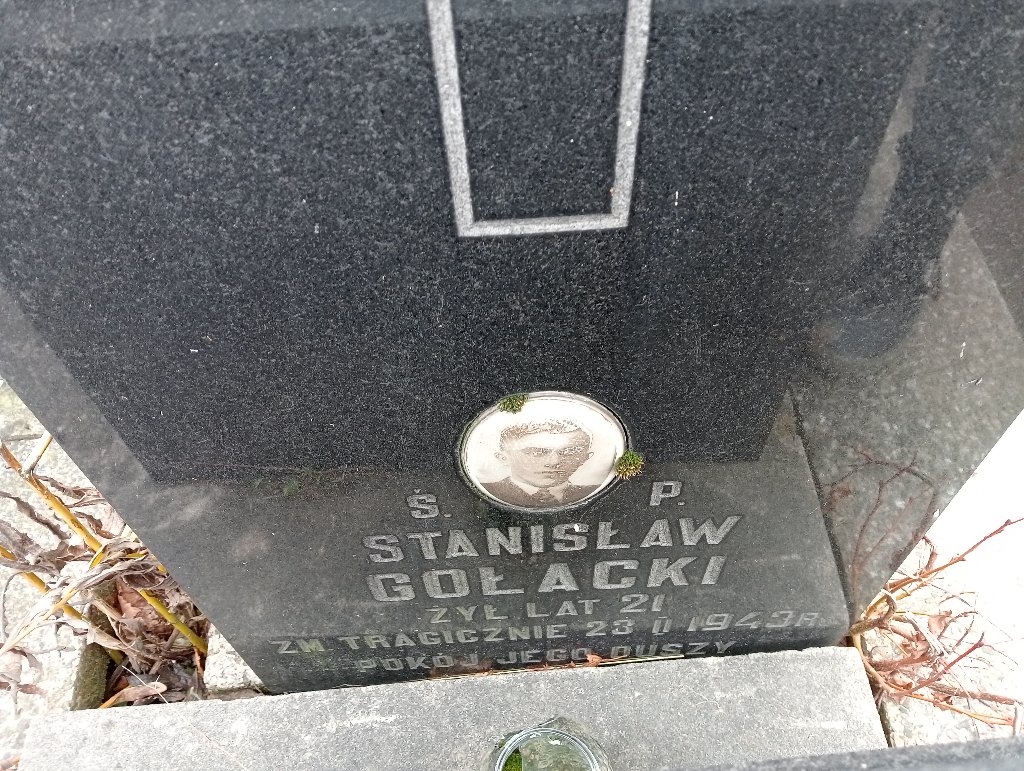 Ś. P.
STANISŁAW
GOŁACKI
ŻYŁ LAT 21
ZM TRAGICZNIE 23 II 1943R.
POKÓJ JEGO DUSZY